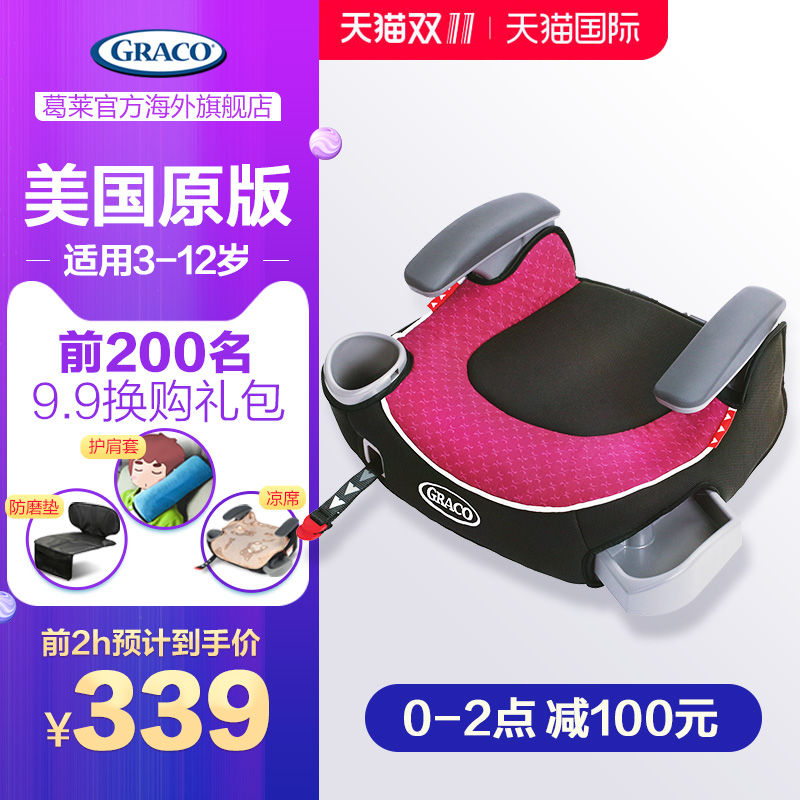 GRACO
葛莱官方海外旗舰店
天猫双11 天猫国际
美国原版
适用3-12岁
前200名
9.9换购礼包
护肩套
防磨垫
凉席
GRACO
前2h预计到手价
¥339
0-2点 减100元